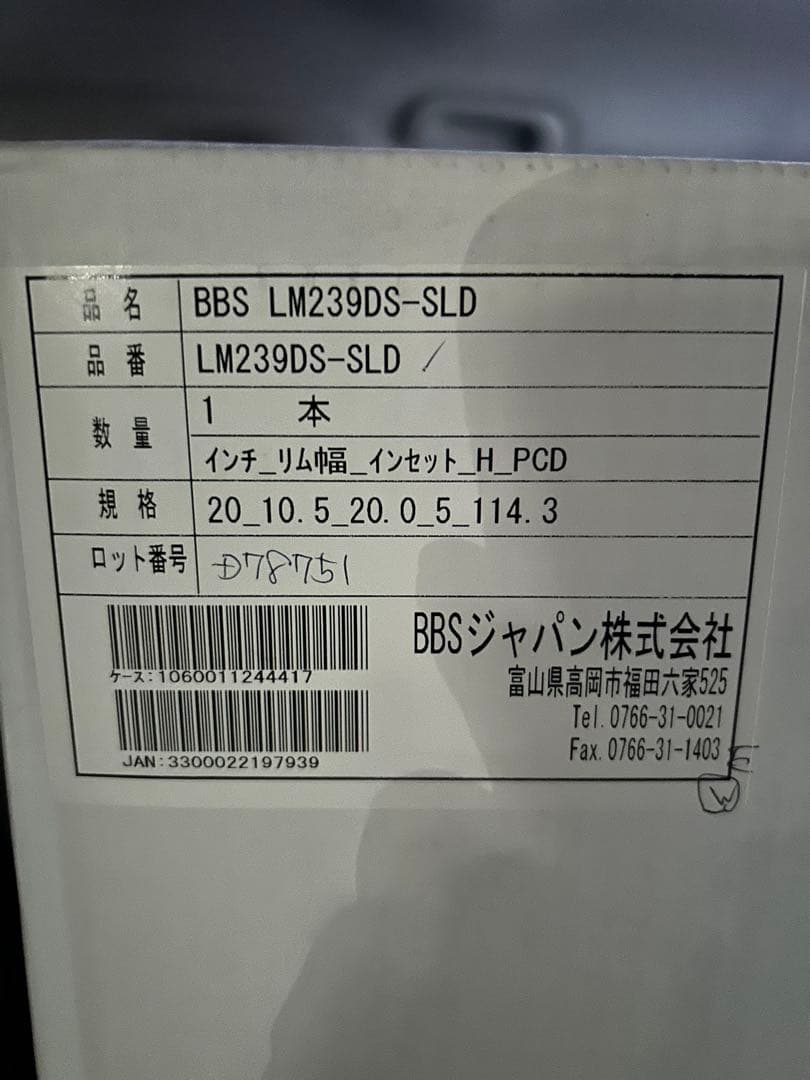 品名 BBS LM239DS-SLD
品番 LM239DS-SLD /
数量 1 本
インチ_リム幅_インセット_H_PCD
規格 20_10.5_20.0_5_114.3
ロット番号 D78751
ケース:1060011244417
JAN:3300022197939
BBSジャパン株式会社
富山県高岡市福田六家525
Tel.0766-31-0021
Fax.0766-31-1403
E
W